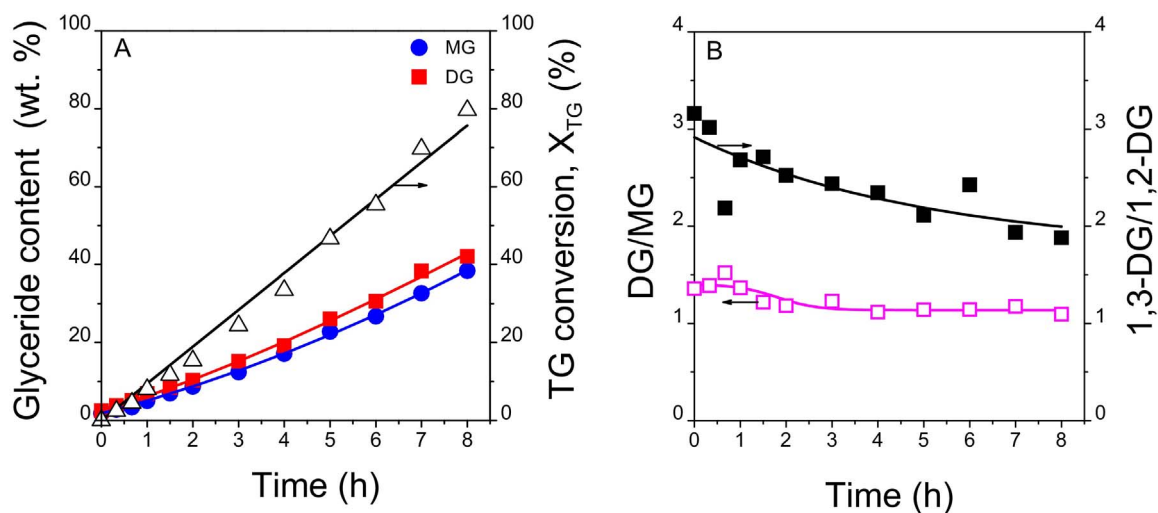 A
MG
DG
Glyceride content (wt. %)
100
80
60
40
20
0
0 1 2 3 4 5 6 7 8
Time (h)
100
80
60
40
20
0
TG conversion, X_TG (%)
B
DG/MG
4
3
2
1
0
0 1 2 3 4 5 6 7 8
Time (h)
4
3
2
1
0
1,3-DG/1,2-DG